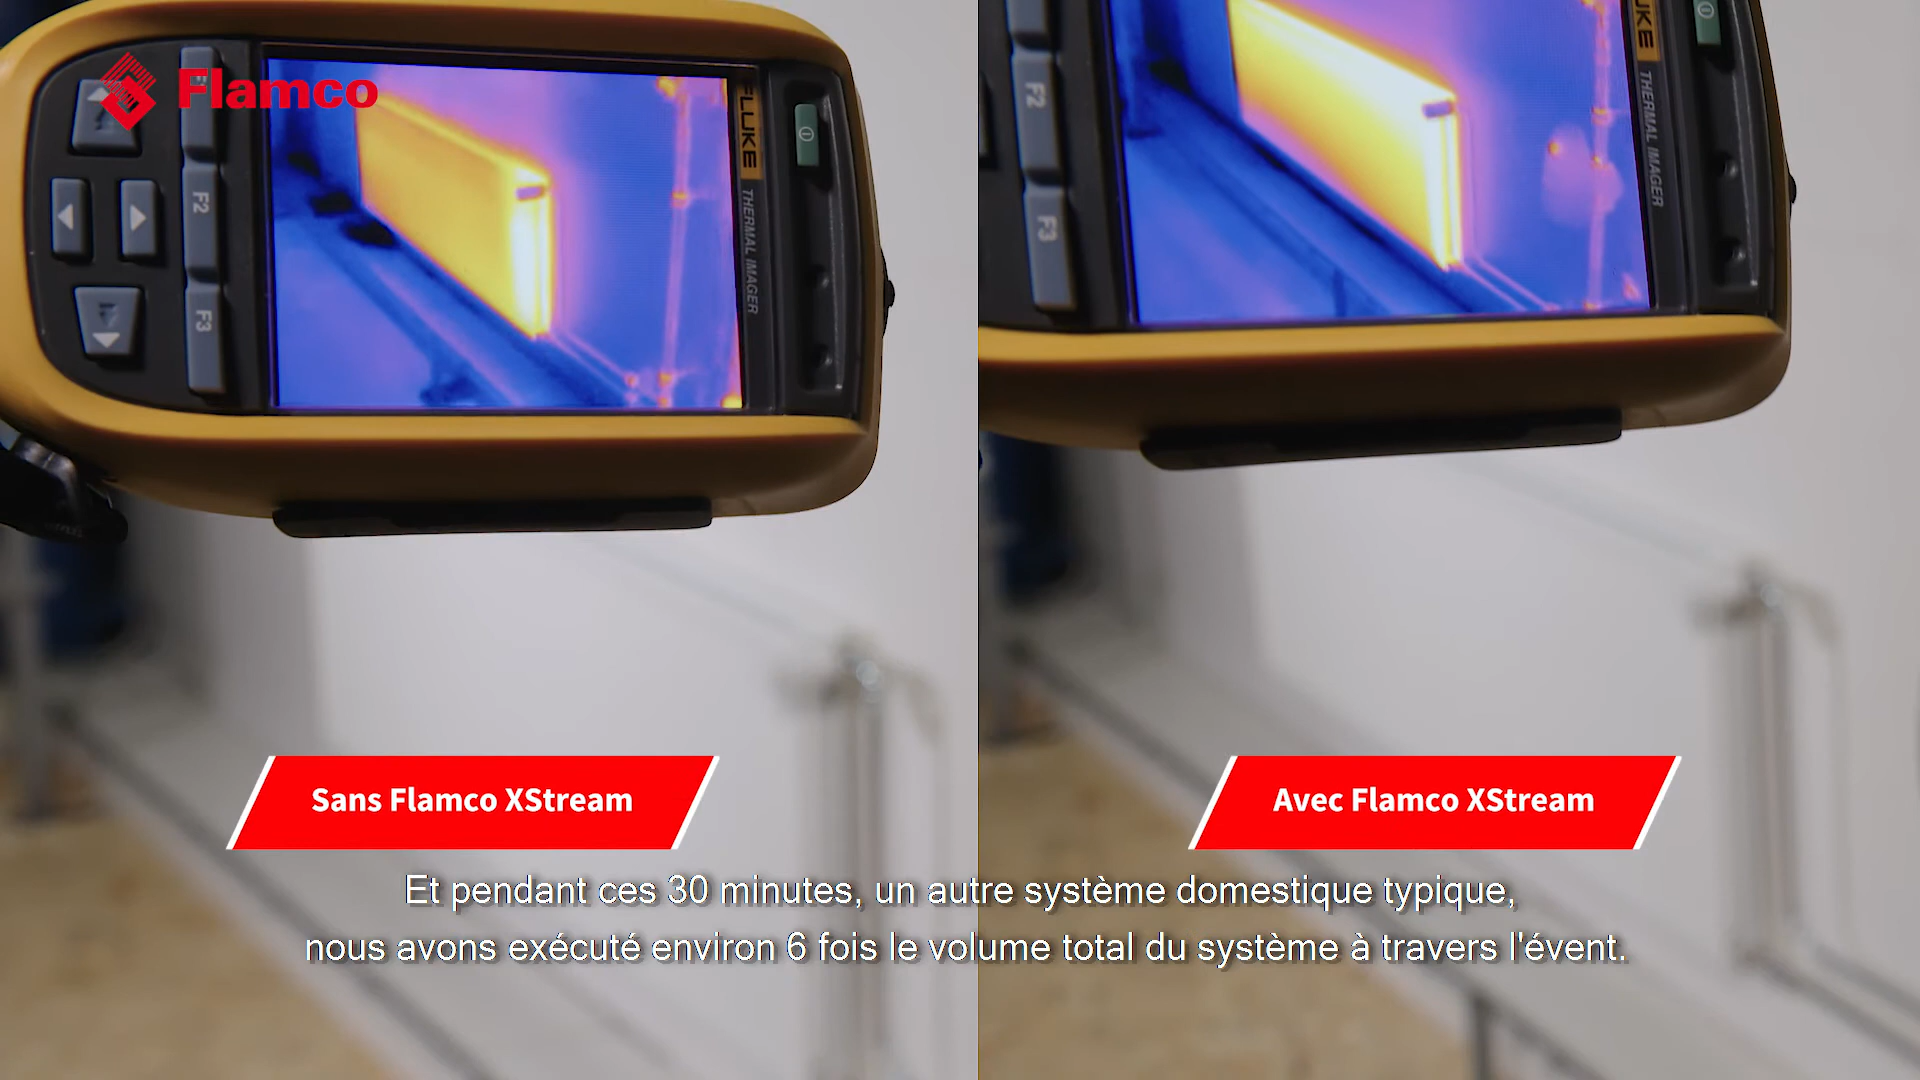 Flamco
F2
F3
FLUKE
THERMAL IMAGER
F2
F3
UKE
THERMAL IMAGER
Sans Flamco XStream
Avec Flamco XStream
Et pendant ces 30 minutes, un autre système domestique typique,
nous avons exécuté environ 6 fois le volume total du système à travers l'évent.